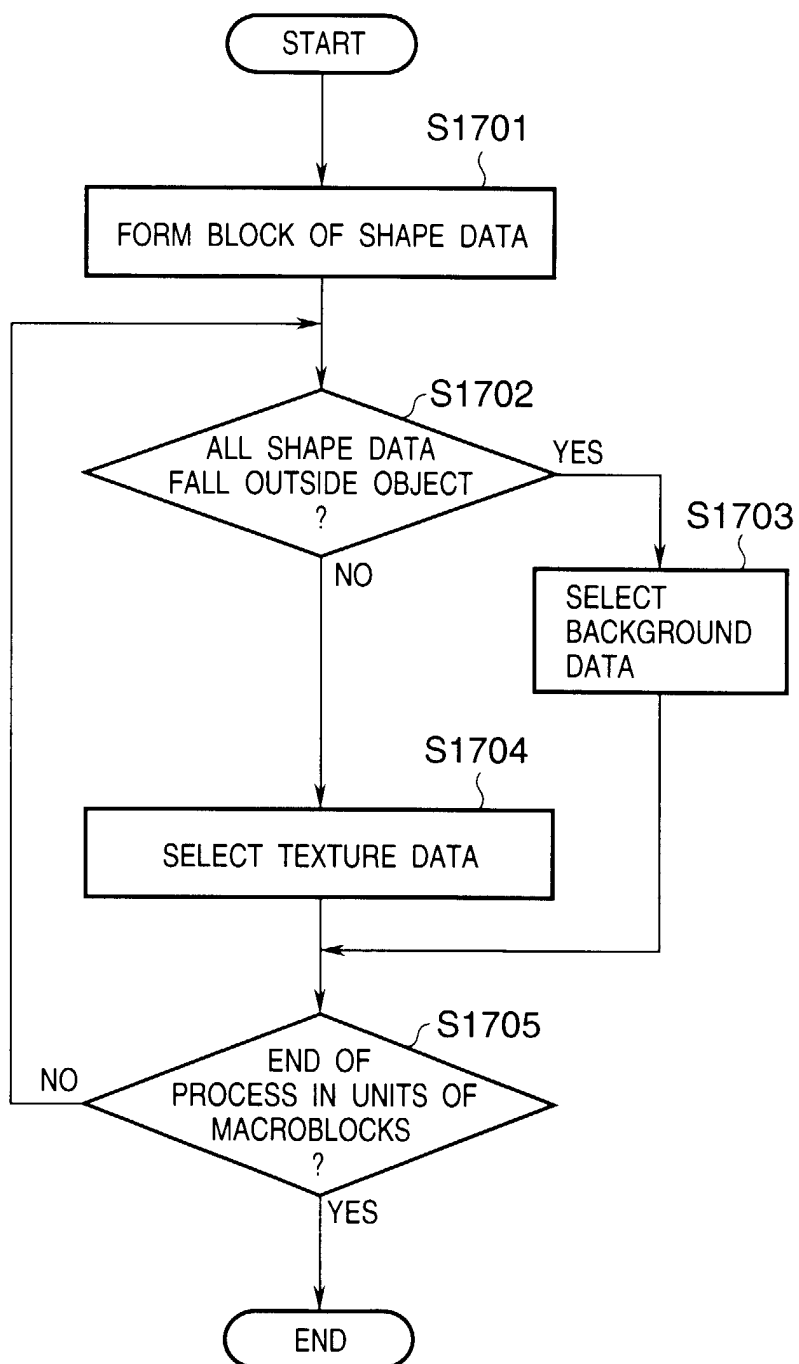 START
S1701
FORM BLOCK OF SHAPE DATA
S1702
ALL SHAPE DATA
FALL OUTSIDE OBJECT
?
YES
S1703
NO
SELECT
BACKGROUND
DATA
S1704
SELECT TEXTURE DATA
S1705
END OF
PROCESS IN UNITS OF
MACROBLOCKS
?
NO
YES
END